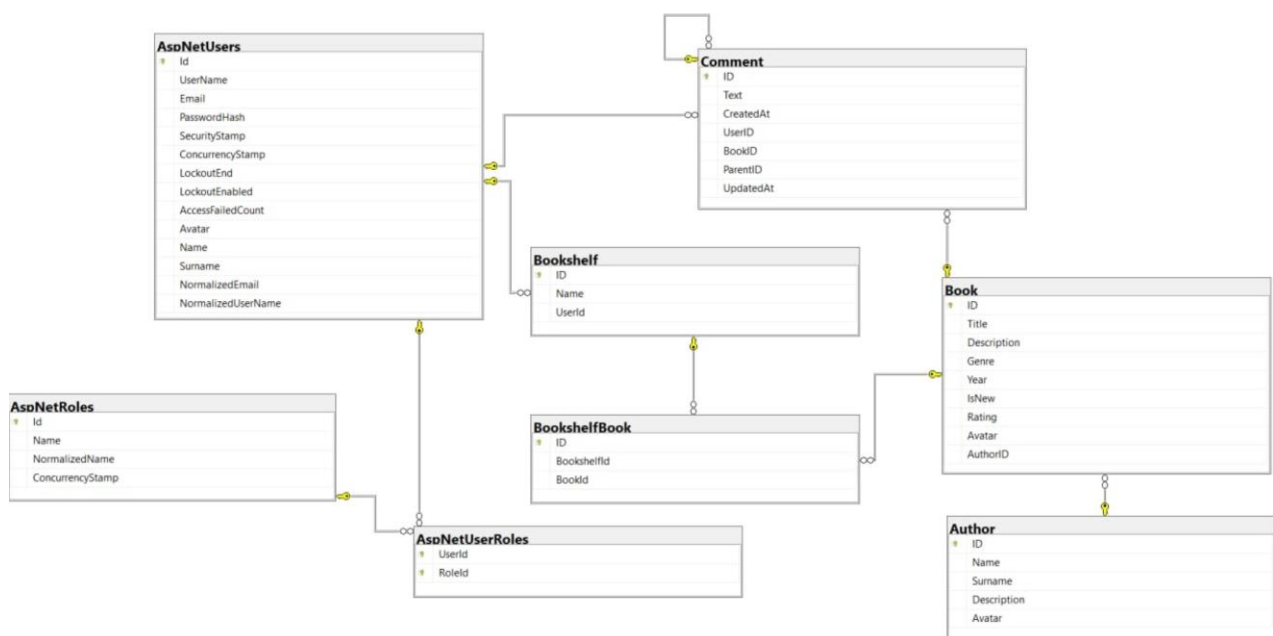 AspNetUsers
Id
UserName
Email
PasswordHash
SecurityStamp
ConcurrencyStamp
LockoutEnd
LockoutEnabled
AccessFailedCount
Avatar
Name
Surname
NormalizedEmail
NormalizedUserName
Comment
ID
Text
CreatedAt
UserID
BookID
ParentID
UpdatedAt
Bookshelf
ID
Name
UserId
Book
ID
Title
Description
Genre
Year
IsNew
Rating
Avatar
AuthorID
AspNetRoles
Id
Name
NormalizedName
ConcurrencyStamp
BookshelfBook
ID
BookshelfId
BookId
AspNetUserRoles
UserId
RoleId
Author
ID
Name
Surname
Description
Avatar